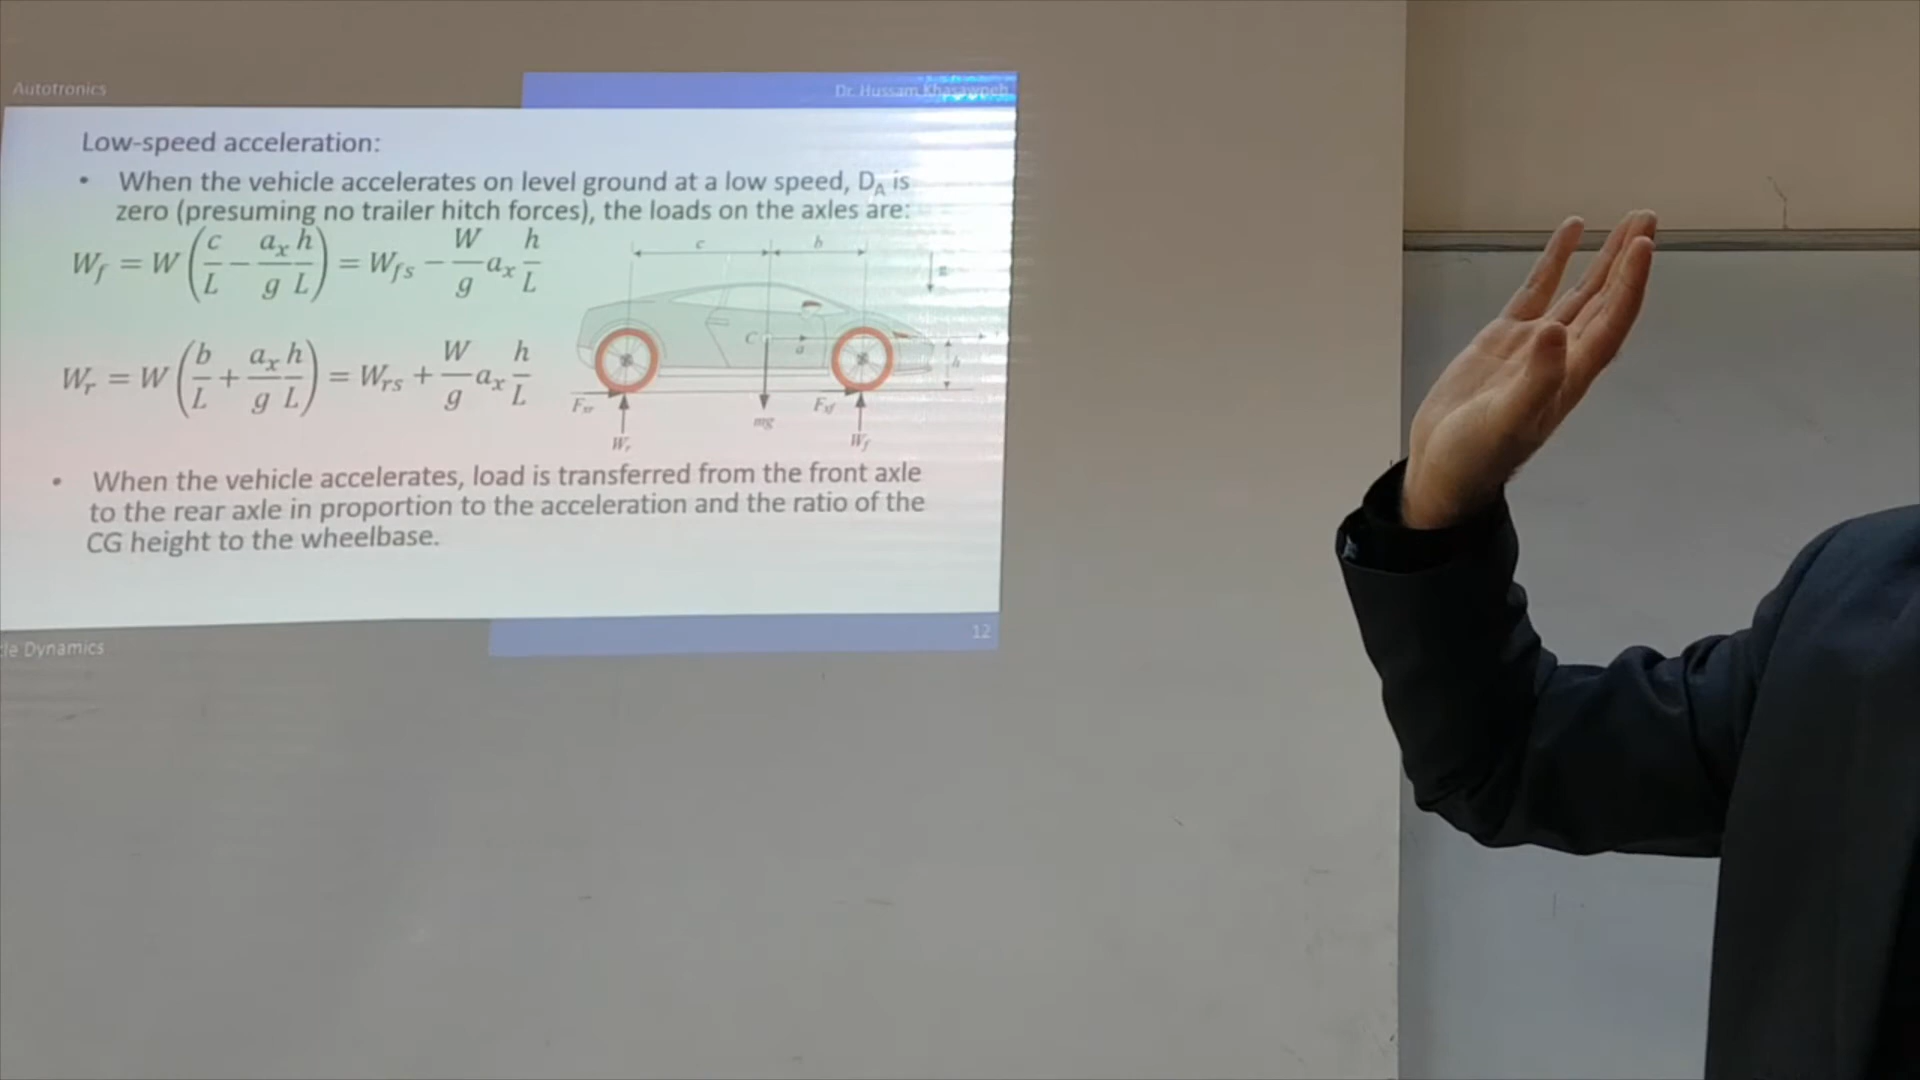 Autotronics
Dr. Hussam Khasawneh
Low-speed acceleration:
• When the vehicle accelerates on level ground at a low speed, D_A is
zero (presuming no trailer hitch forces), the loads on the axles are:
W_f = W (c/L − a_x/g h/L) = W_fs − W/g a_x h/L
W_r = W (b/L + a_x/g h/L) = W_rs + W/g a_x h/L
c
b
g
C
a
h
F_xr
F_xf
mg
W_r
W_f
• When the vehicle accelerates, load is transferred from the front axle
to the rear axle in proportion to the acceleration and the ratio of the
CG height to the wheelbase.
cle Dynamics
12